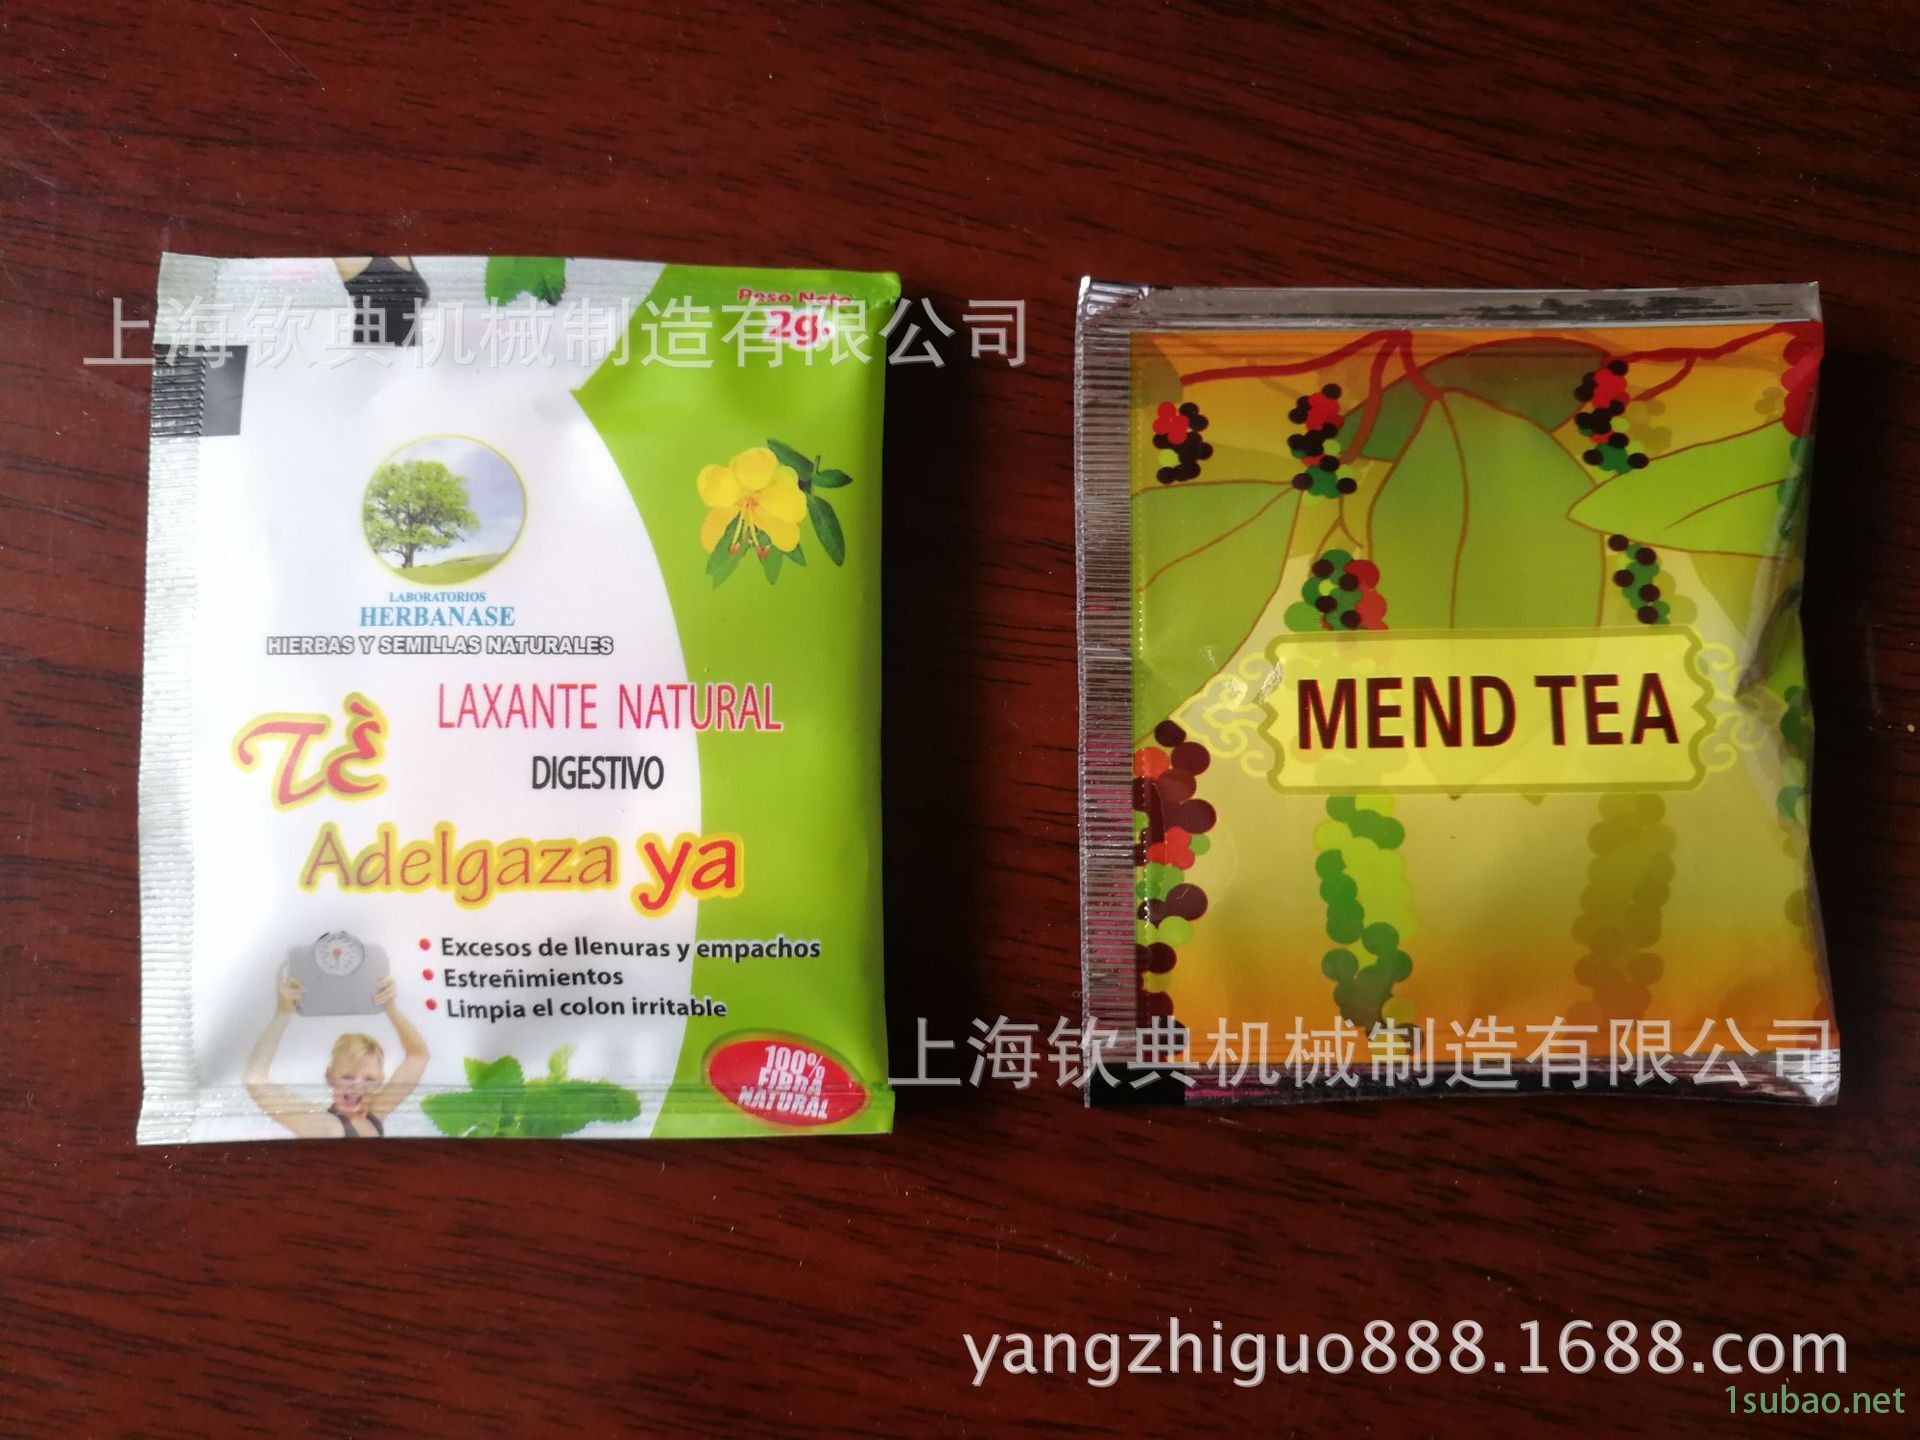 上海钦典机械制造有限公司
Peso Neto
2g.
LABORATORIOS
HERBANASE
HIERBAS Y SEMILLAS NATURALES
LAXANTE NATURAL
DIGESTIVO
Tè
Adelgaza ya
• Excesos de llenuras y empachos
• Estreñimientos
• Limpia el colon irritable
100%
FIBRA
NATURAL
MEND TEA
上海钦典机械制造有限公司
yangzhiguo888.1688.com
1subao.net